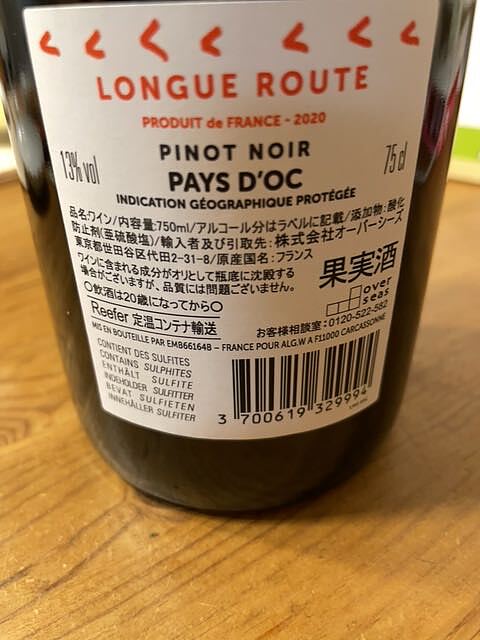 LONGUE ROUTE
PRODUIT de FRANCE - 2020
13% vol
PINOT NOIR
75 cl
PAYS D'OC
INDICATION GÉOGRAPHIQUE PROTÉGÉE
品名:ワイン/内容量:750ml/アルコール分はラベルに記載/添加物:酸化
防止剤(亜硫酸塩)/輸入者及び引取先:株式会社オーバーシーズ
東京都世田谷区代田2-31-8/原産国名:フランス
ワインに含まれる成分がオリとして瓶底に沈殿する
場合がございますが、品質には問題ございません。
果実酒
〇飲酒は20歳になってから〇
over
seas
Reefer 定温コンテナ輸送
お客様相談室:0120-522-582
MIS EN BOUTEILLE PAR EMB66164B – FRANCE POUR ALG.W A F11000 CARCASSONNE
CONTIENT DES SULFITES
CONTAINS SULPHITES
ENTHÄLT SULFITE
INDEHOLDER SULFITTER
BEVAT SULFIETEN
INNEHÅLLER SULFITER
3 700619 329994